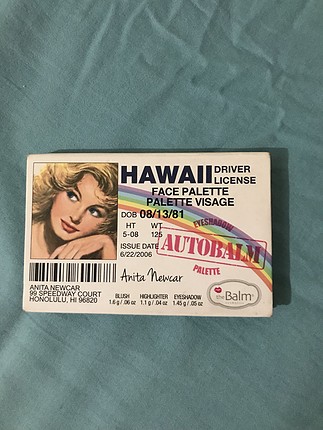 HAWAII DRIVER LICENSE
FACE PALETTE
PALETTE VISAGE
DOB 08/13/81
HT WT
5-08 125
ISSUE DATE
6/22/2006
EYESHADOW
AUTOBALM
PALETTE
Anita Newcar
ANITA NEWCAR
99 SPEEDWAY COURT
HONOLULU, HI 96820
BLUSH HIGHLIGHTER EYESHADOW
1.6 g / .06 oz 1.1 g / .04 oz 1.45 g / .05 oz
theBalm